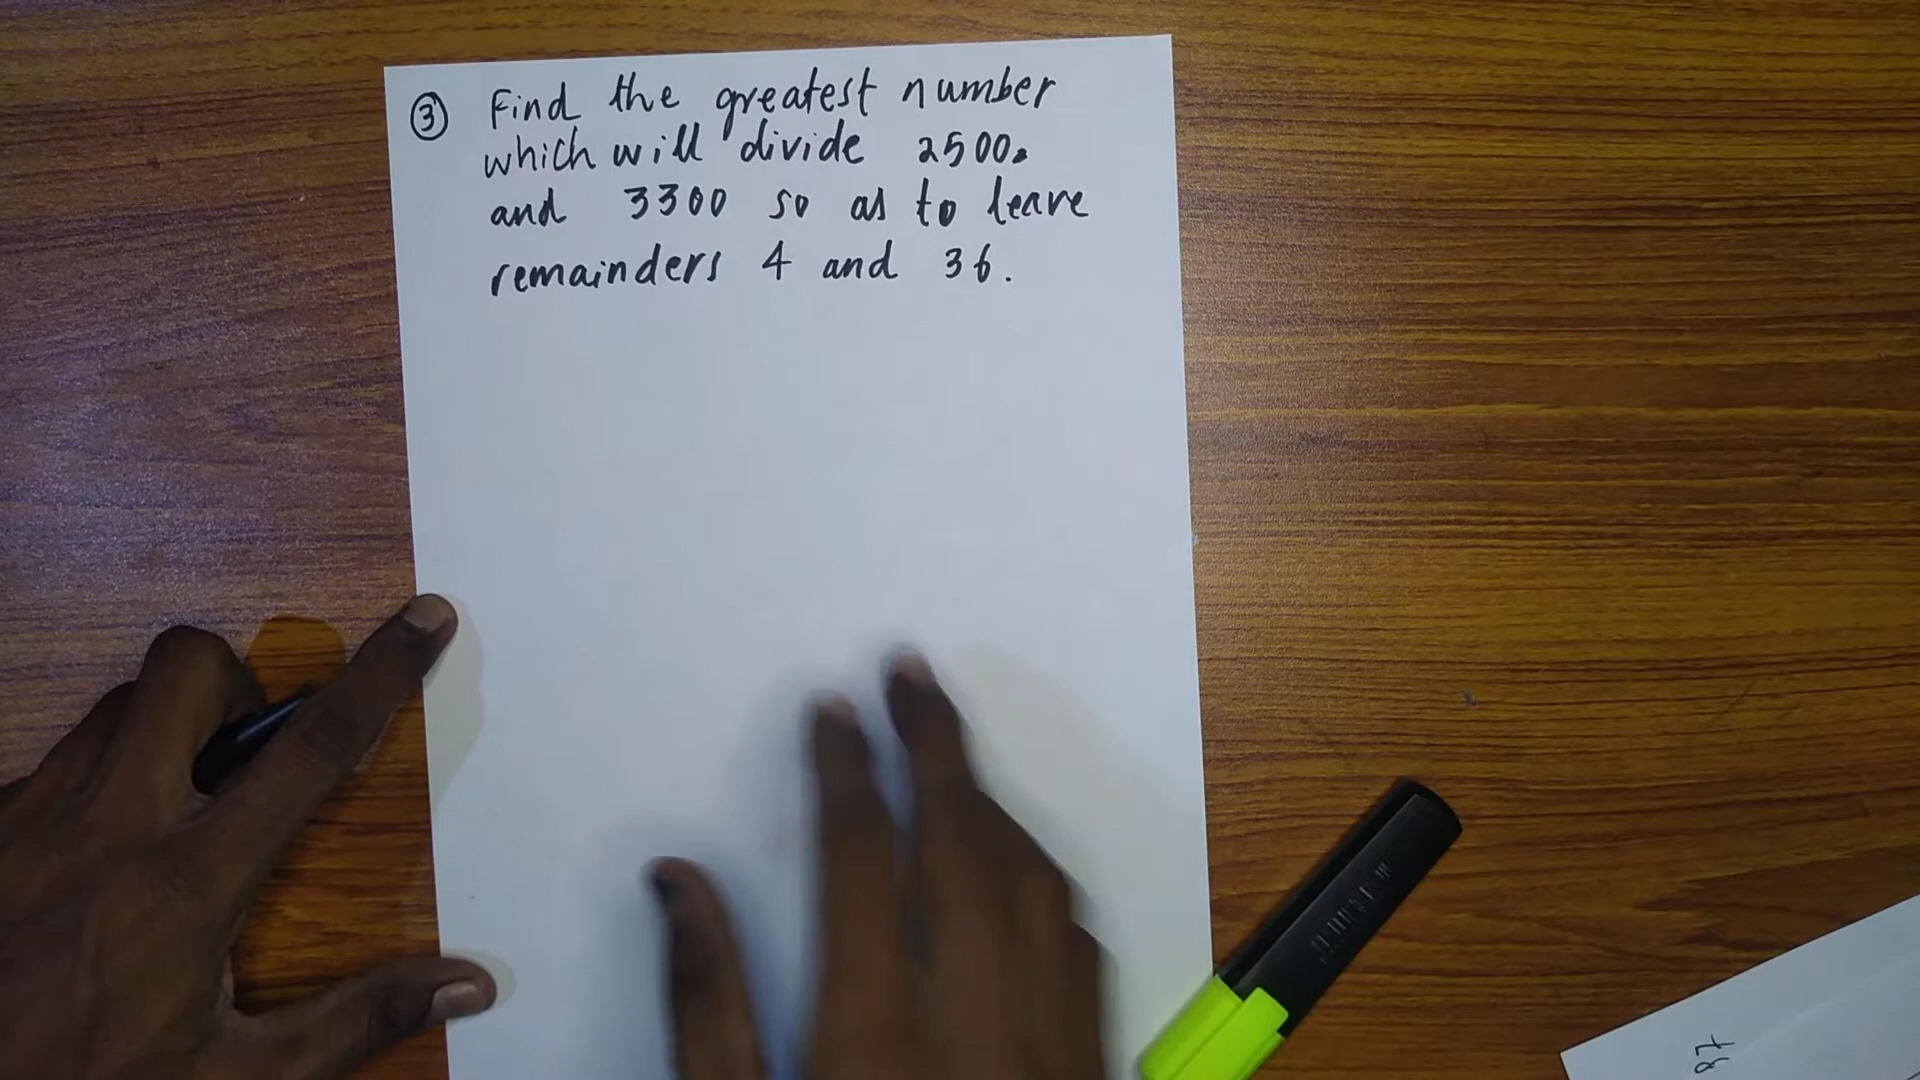 ③ Find the greatest number
which will divide 2500.
and 3300 so as to leave
remainders 4 and 36.